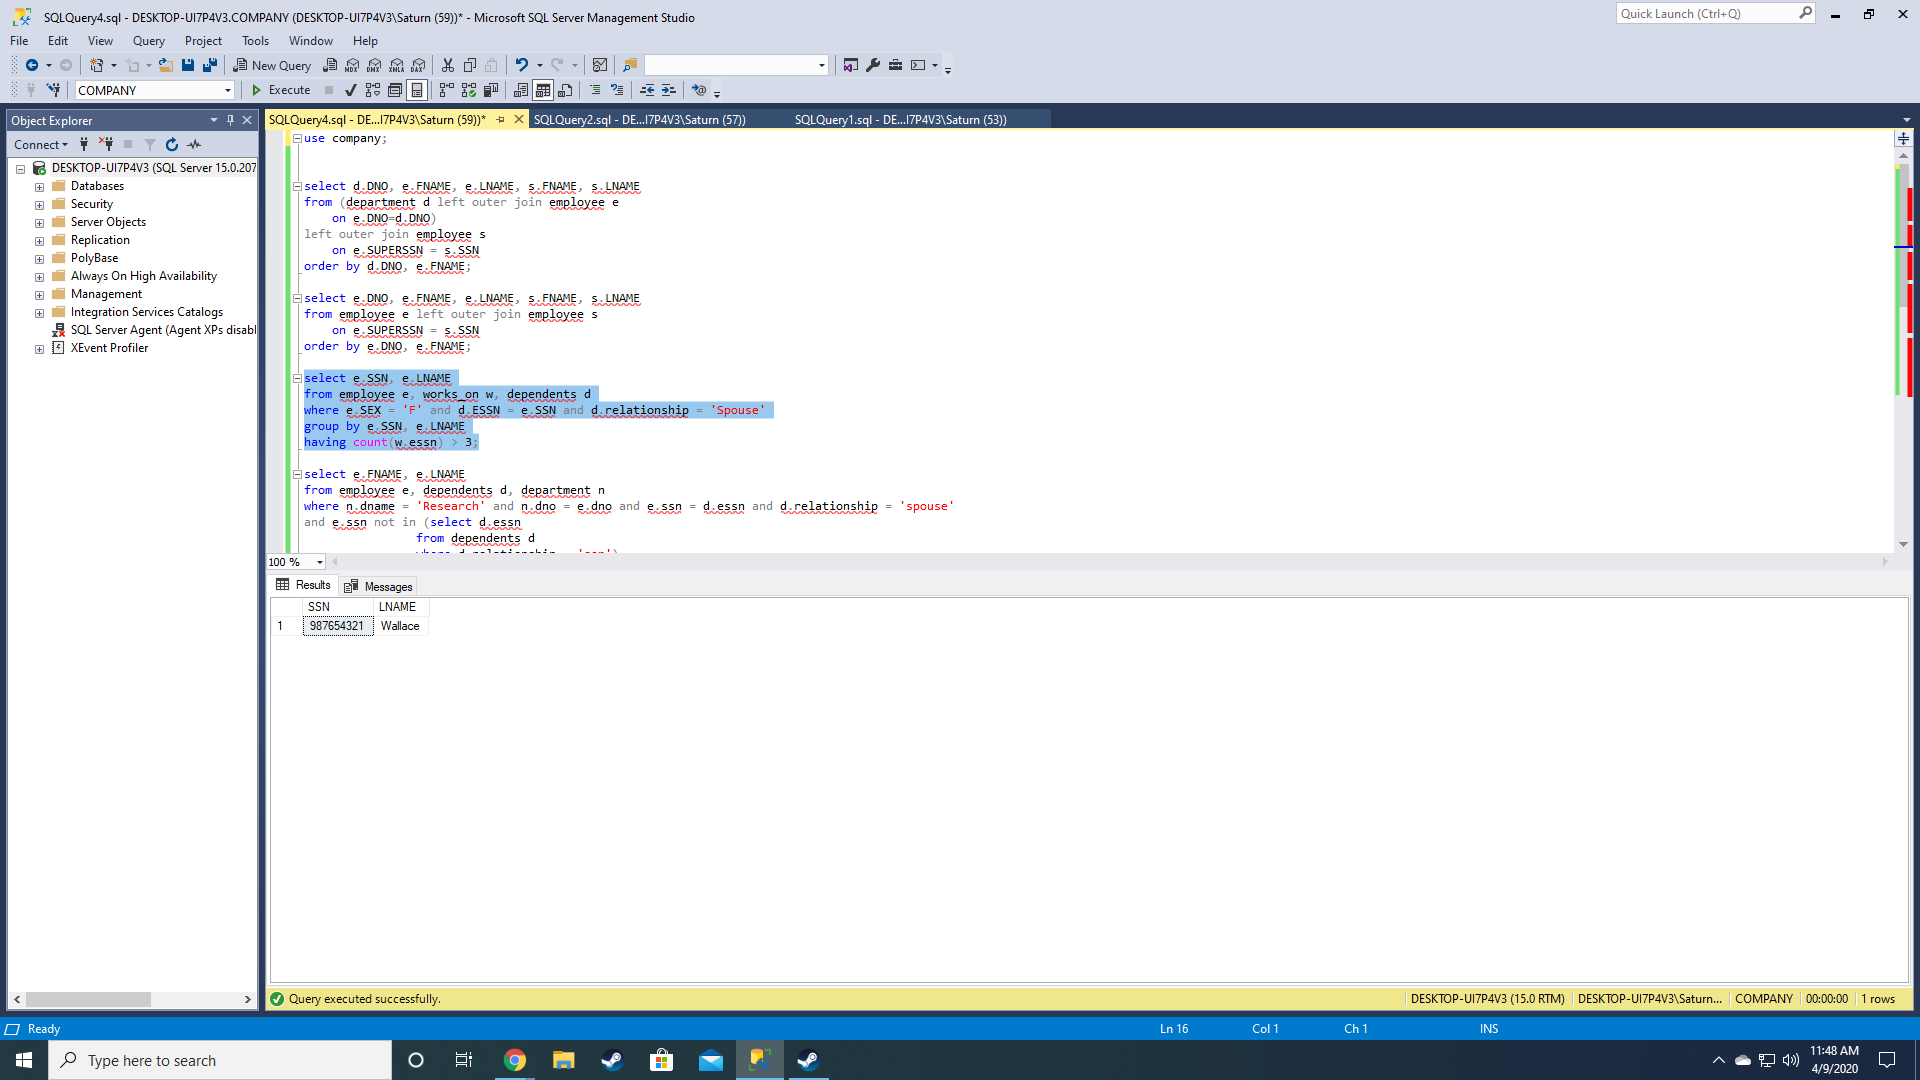 SQLQuery4.sql - DESKTOP-UI7P4V3.COMPANY (DESKTOP-UI7P4V3\Saturn (59))* - Microsoft SQL Server Management Studio
Quick Launch (Ctrl+Q)
File Edit View Query Project Tools Window Help
New Query
MDX DMX XMLA DAX
COMPANY
Execute
Object Explorer
SQLQuery4.sql - DE...I7P4V3\Saturn (59))*
SQLQuery2.sql - DE...I7P4V3\Saturn (57))
SQLQuery1.sql - DE...I7P4V3\Saturn (53))
Connect
DESKTOP-UI7P4V3 (SQL Server 15.0.207
Databases
Security
Server Objects
Replication
PolyBase
Always On High Availability
Management
Integration Services Catalogs
SQL Server Agent (Agent XPs disabl
XEvent Profiler
use company;
select d.DNO, e.FNAME, e.LNAME, s.FNAME, s.LNAME
from (department d left outer join employee e
on e.DNO=d.DNO)
left outer join employee s
on e.SUPERSSN = s.SSN
order by d.DNO, e.FNAME;
select e.DNO, e.FNAME, e.LNAME, s.FNAME, s.LNAME
from employee e left outer join employee s
on e.SUPERSSN = s.SSN
order by e.DNO, e.FNAME;
select e.SSN, e.LNAME
from employee e, works_on w, dependents d
where e.SEX = 'F' and d.ESSN = e.SSN and d.relationship = 'Spouse'
group by e.SSN, e.LNAME
having count(w.essn) > 3;
select e.FNAME, e.LNAME
from employee e, dependents d, department n
where n.dname = 'Research' and n.dno = e.dno and e.ssn = d.essn and d.relationship = 'spouse'
and e.ssn not in (select d.essn
from dependents d
where d.relationship = 'son')
100 %
Results Messages
SSN LNAME
1 987654321 Wallace
Query executed successfully.
DESKTOP-UI7P4V3 (15.0 RTM) DESKTOP-UI7P4V3\Saturn... COMPANY 00:00:00 1 rows
Ready
Ln 16 Col 1 Ch 1 INS
Type here to search
11:48 AM
4/9/2020